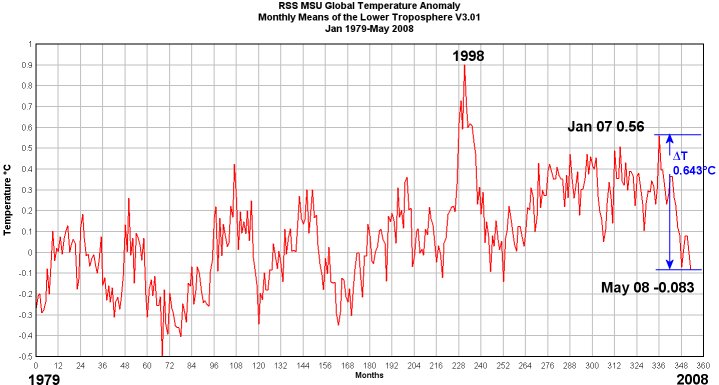 RSS MSU Global Temperature Anomaly
Monthly Means of the Lower Troposphere V3.01
Jan 1979-May 2008
1
0.9
0.8
0.7
0.6
0.5
0.4
0.3
0.2
0.1
0
-0.1
-0.2
-0.3
-0.4
-0.5
Temperature °C
1998
Jan 07 0.56
ΔT
0.643°C
May 08 -0.083
0 12 24 36 48 60 72 84 96 108 120 132 144 156 168 180 192 204 216 228 240 252 264 276 288 300 312 324 336 348 360
Months
1979
2008